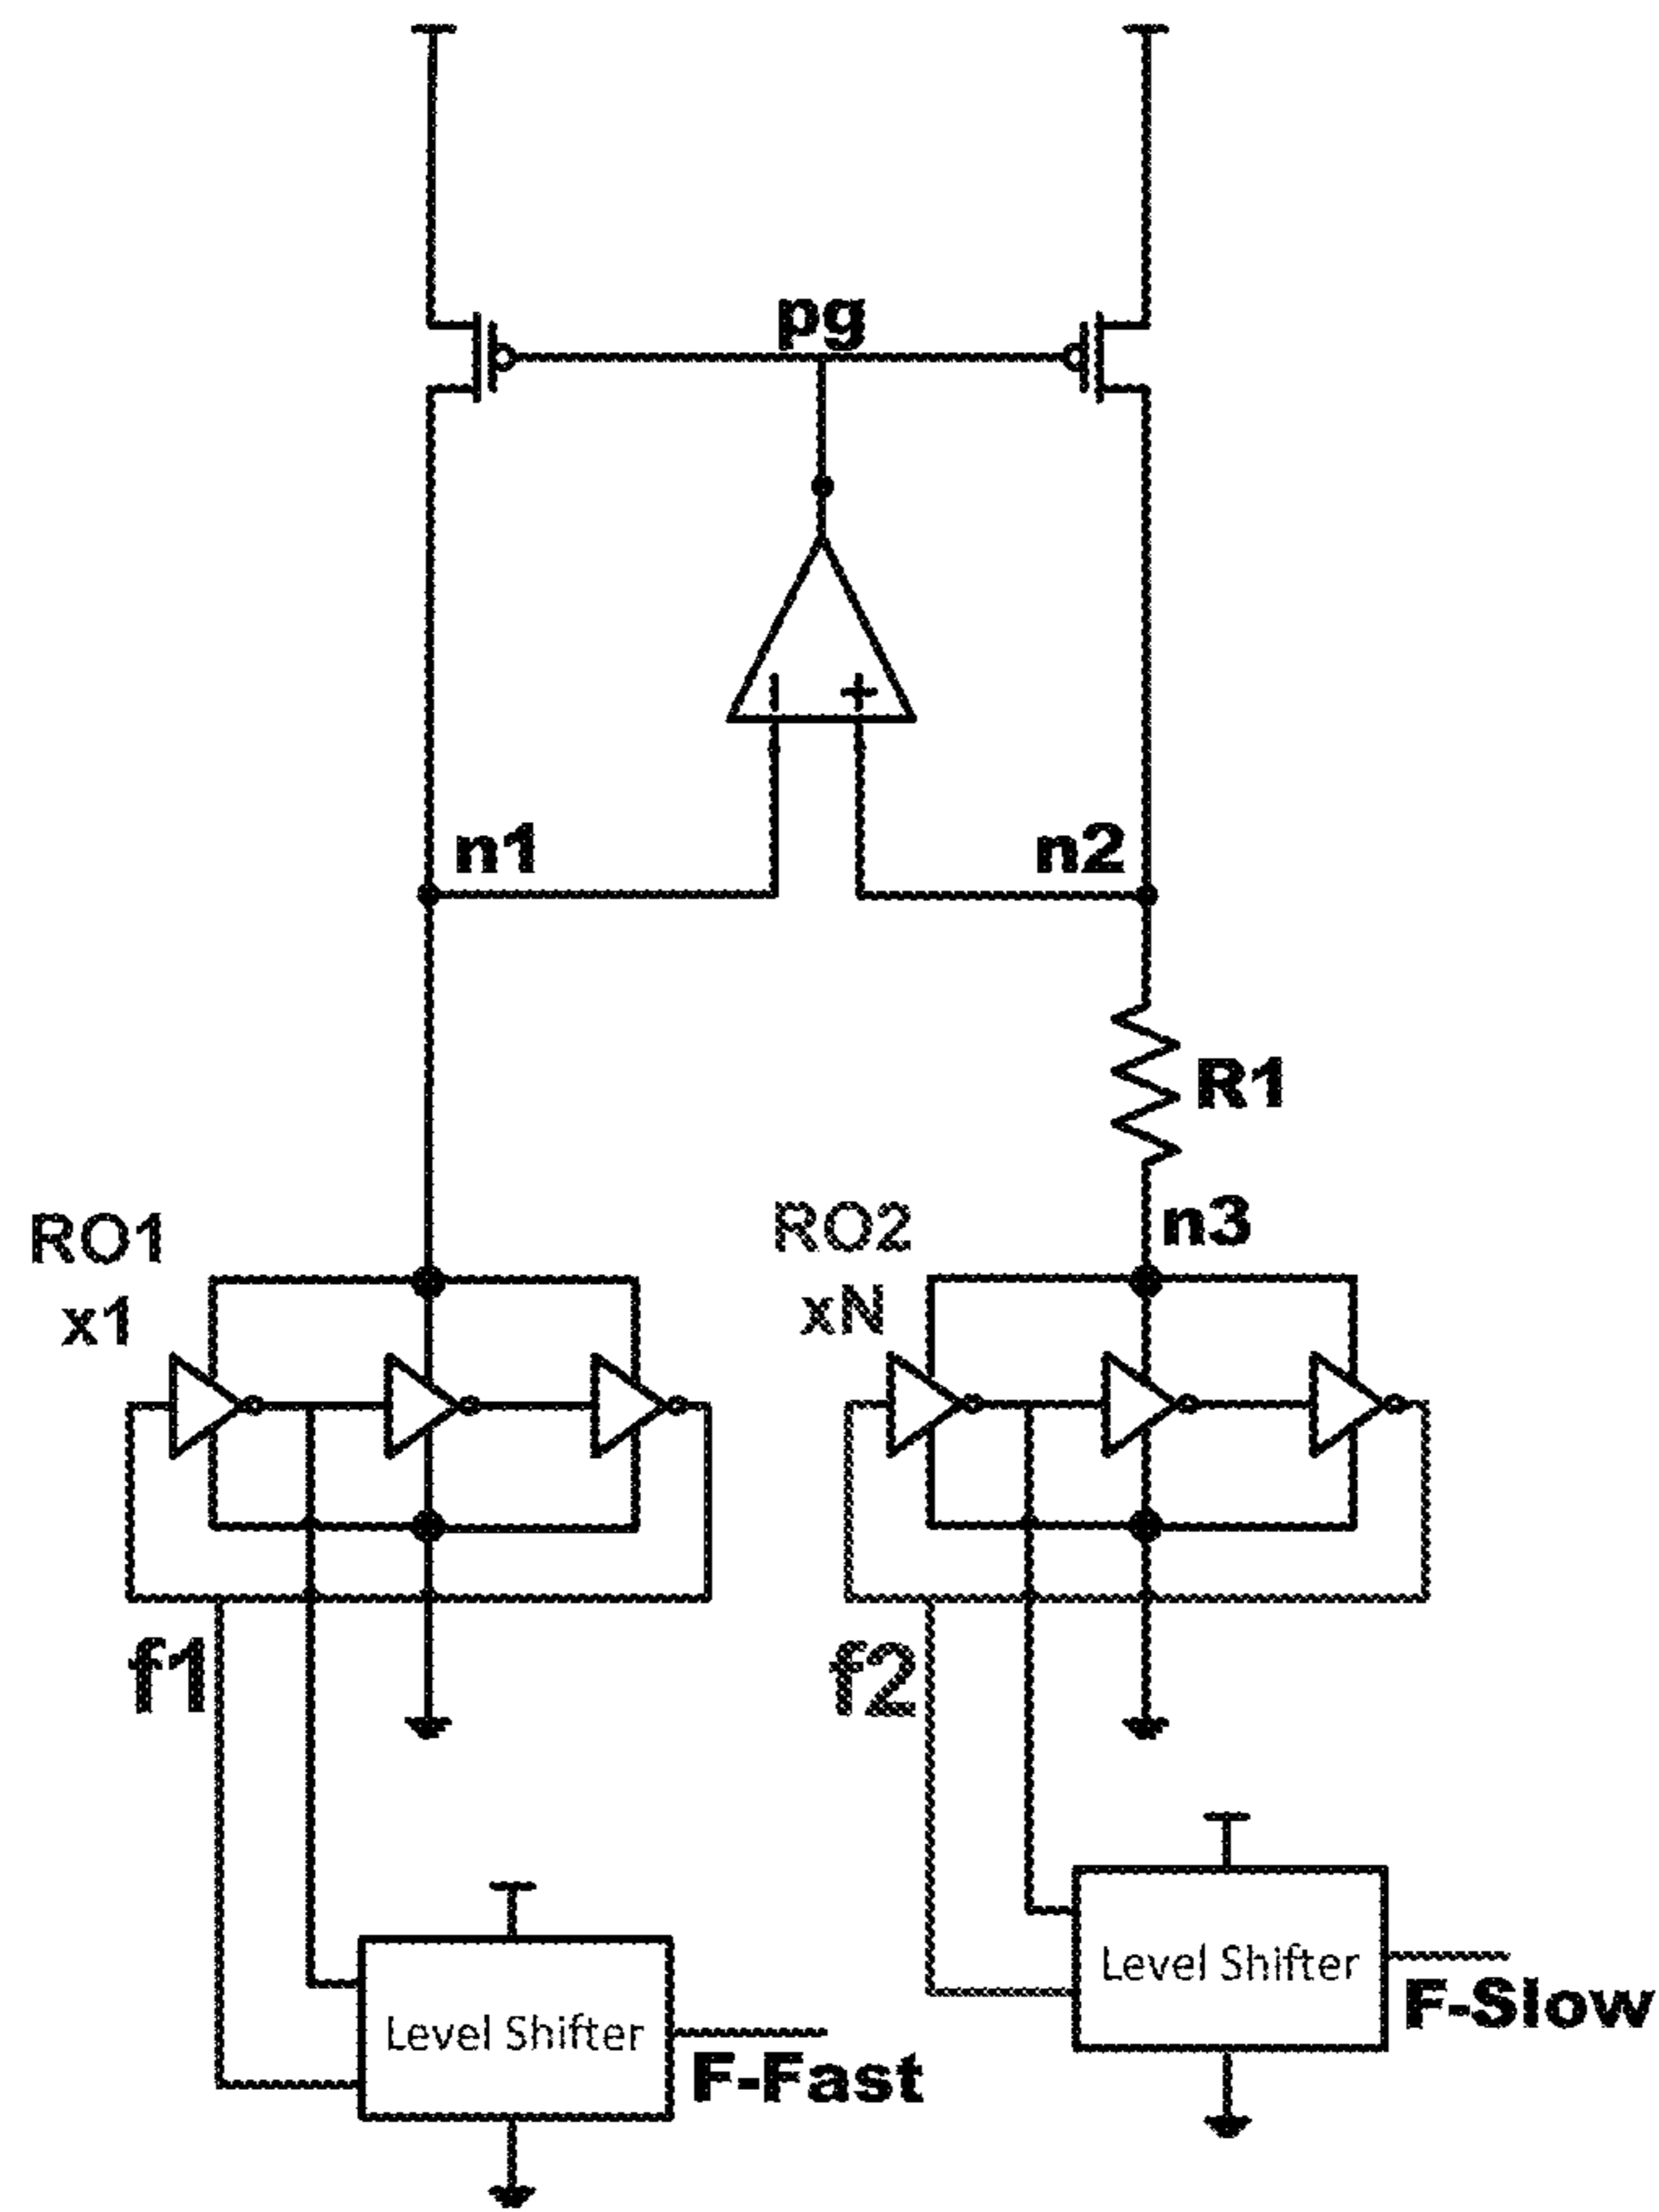 pg
n1
n2
R1
n3
RO1
x1
RO2
xN
f1
f2
Level Shifter
F-Slow
Level Shifter
F-Fast